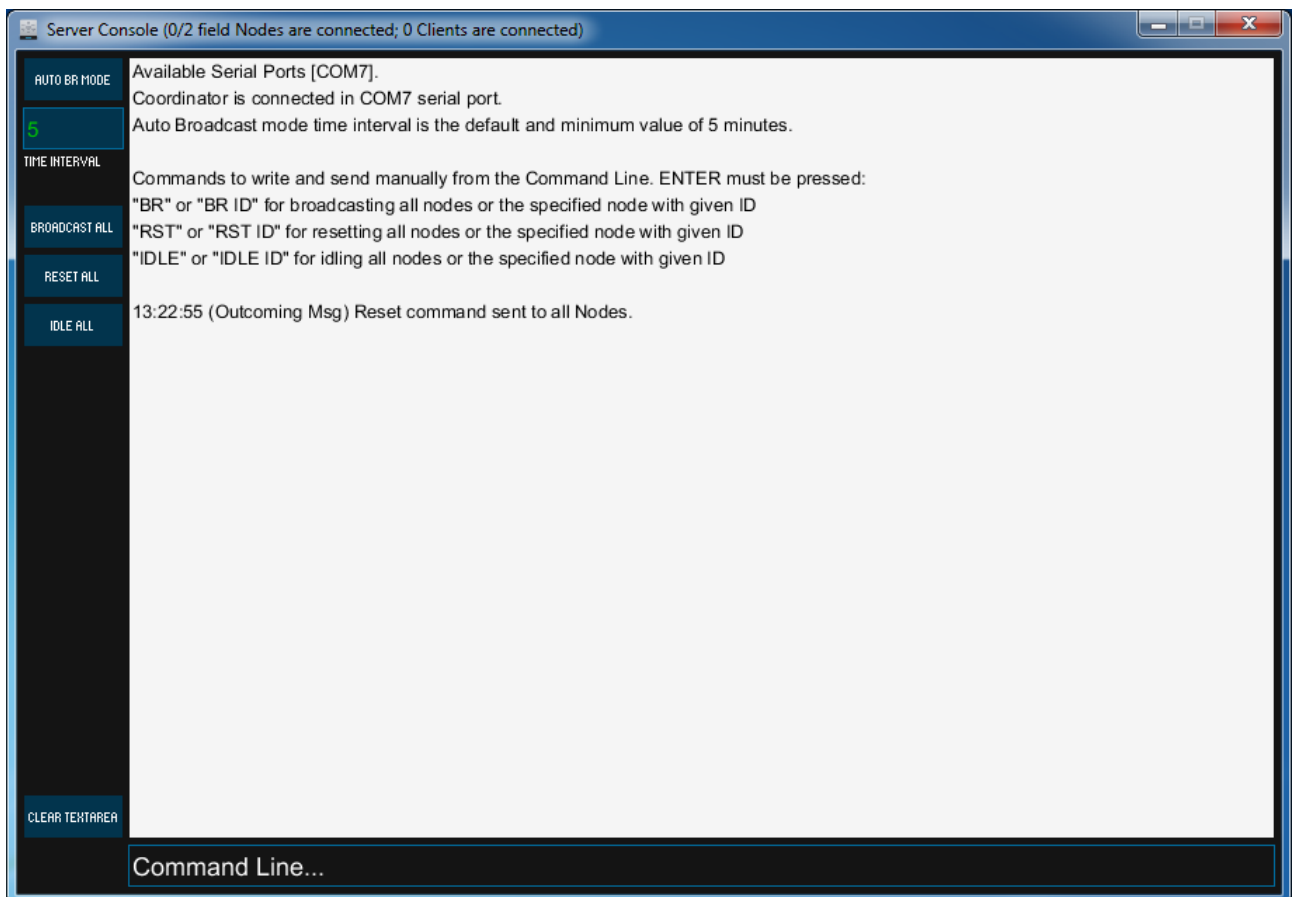 Server Console (0/2 field Nodes are connected; 0 Clients are connected)
AUTO BR MODE
5
TIME INTERVAL
BROADCAST ALL
RESET ALL
IDLE ALL
CLEAR TEXTAREA
Available Serial Ports [COM7].
Coordinator is connected in COM7 serial port.
Auto Broadcast mode time interval is the default and minimum value of 5 minutes.
Commands to write and send manually from the Command Line. ENTER must be pressed:
"BR" or "BR ID" for broadcasting all nodes or the specified node with given ID
"RST" or "RST ID" for resetting all nodes or the specified node with given ID
"IDLE" or "IDLE ID" for idling all nodes or the specified node with given ID
13:22:55 (Outcoming Msg) Reset command sent to all Nodes.
Command Line...